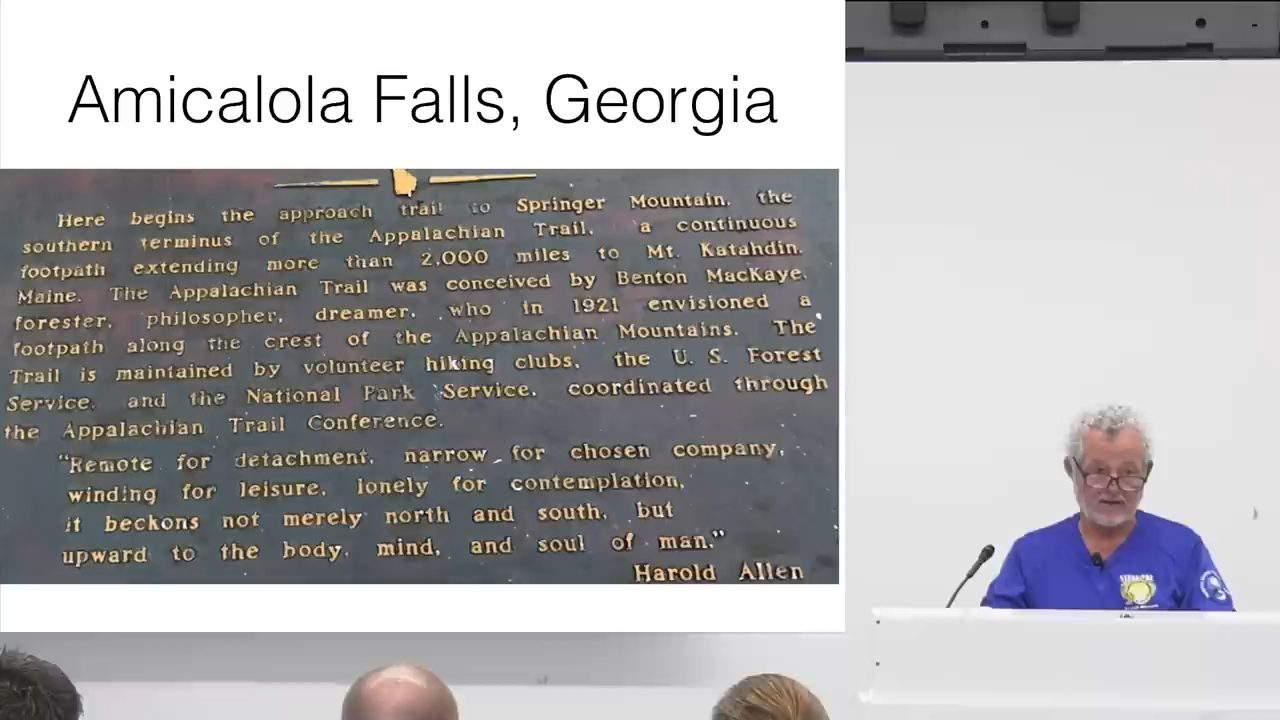 Amicalola Falls, Georgia
Here begins the approach trail to Springer Mountain, the
southern terminus of the Appalachian Trail, a continuous
footpath extending more than 2,000 miles to Mt. Katahdin,
Maine. The Appalachian Trail was conceived by Benton MacKaye,
forester, philosopher, dreamer, who in 1921 envisioned a
footpath along the crest of the Appalachian Mountains. The
Trail is maintained by volunteer hiking clubs, the U. S. Forest
Service, and the National Park Service, coordinated through
the Appalachian Trail Conference.
"Remote for detachment, narrow for chosen company,
winding for leisure, lonely for contemplation,
it beckons not merely north and south, but
upward to the body, mind, and soul of man."
Harold Allen